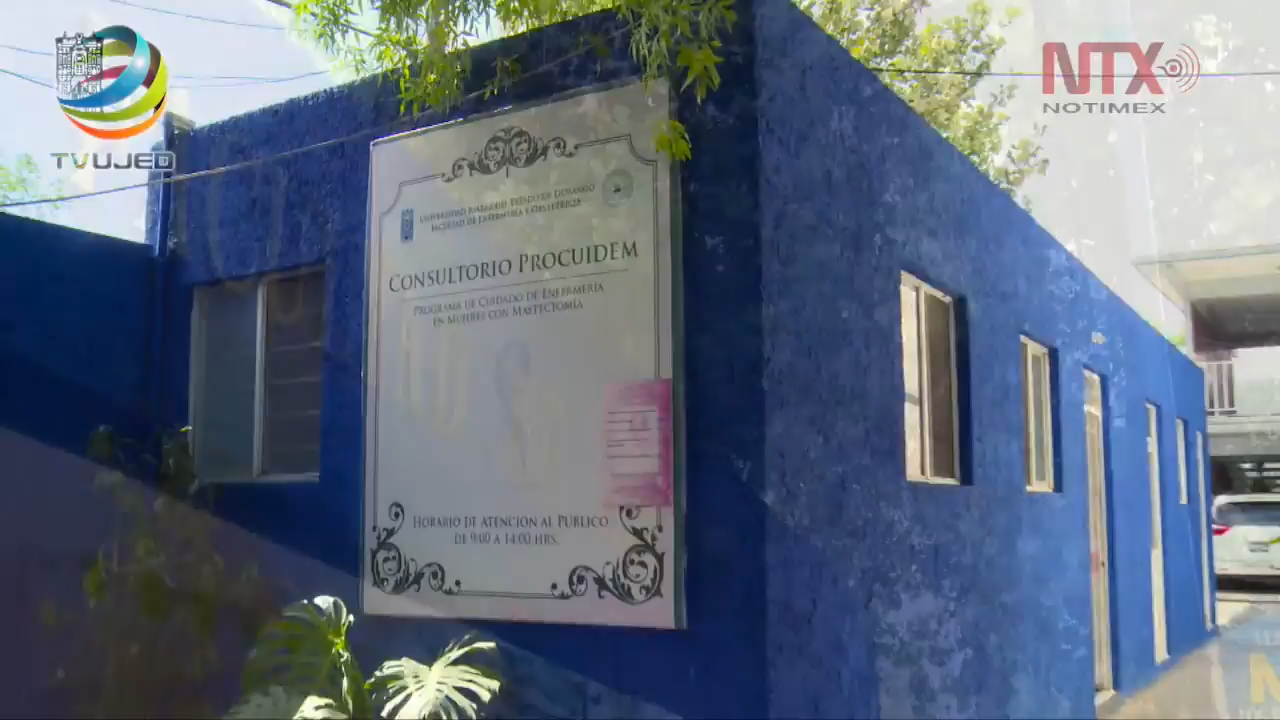 TVUJED
NTX
NOTIMEX
UNIVERSIDAD JUÁREZ DEL ESTADO DE DURANGO
FACULTAD DE ENFERMERÍA Y OBSTETRICIA
CONSULTORIO PROCUIDEM
PROGRAMA DE CUIDADO DE ENFERMERÍA
EN MUJERES CON MASTECTOMÍA
HORARIO DE ATENCIÓN AL PÚBLICO
DE 9:00 A 14:00 HRS.